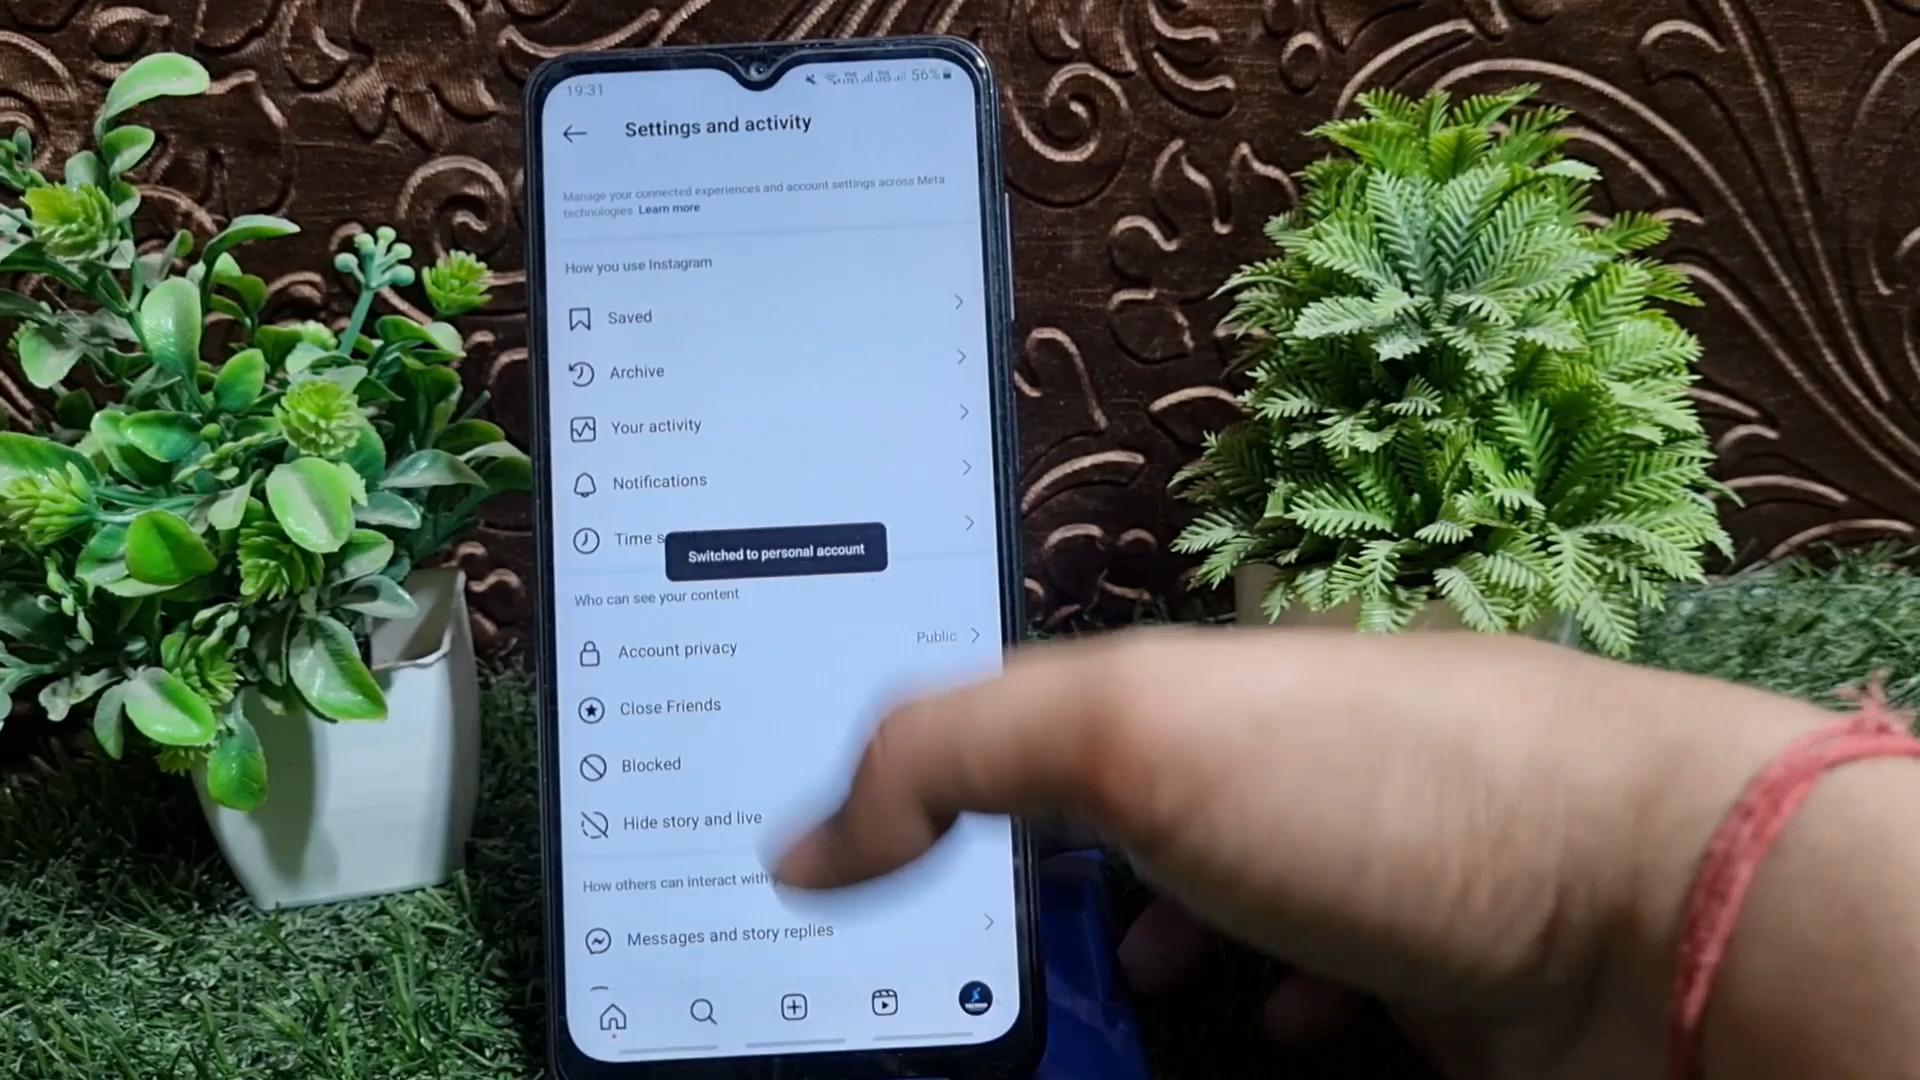 19:31
56%
Settings and activity
Manage your connected experiences and account settings across Meta
technologies. Learn more
How you use Instagram
Saved
Archive
Your activity
Notifications
Time s
Switched to personal account
Who can see your content
Account privacy
Public
Close Friends
Blocked
Hide story and live
How others can interact with
Messages and story replies